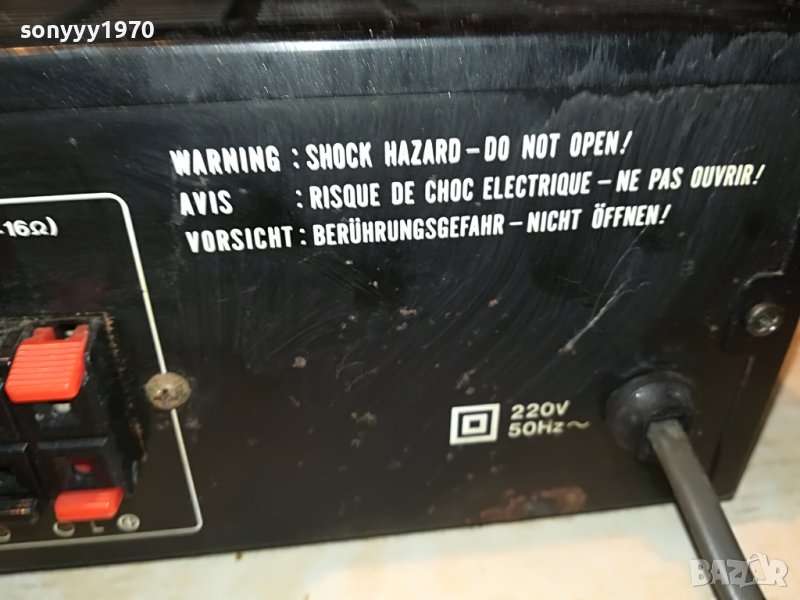 sonyyy1970
WARNING : SHOCK HAZARD – DO NOT OPEN!
AVIS : RISQUE DE CHOC ELECTRIQUE – NE PAS OUVRIR!
VORSICHT : BERÜHRUNGSGEFAHR – NICHT ÖFFNEN!
16Ω)
220V
50Hz ~
L
BAZAR